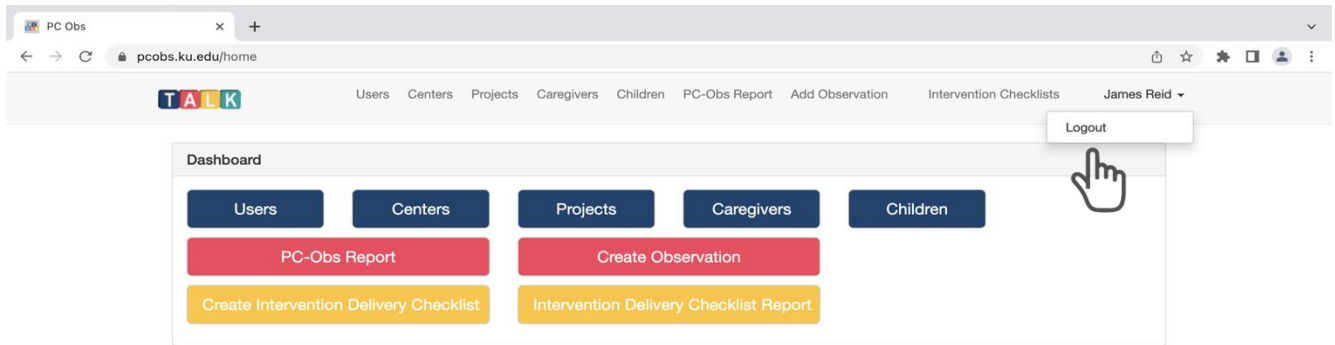 PC Obs
pcobs.ku.edu/home
TALK Users Centers Projects Caregivers Children PC-Obs Report Add Observation Intervention Checklists James Reid
Logout
Dashboard
Users Centers Projects Caregivers Children
PC-Obs Report Create Observation
Create Intervention Delivery Checklist Intervention Delivery Checklist Report